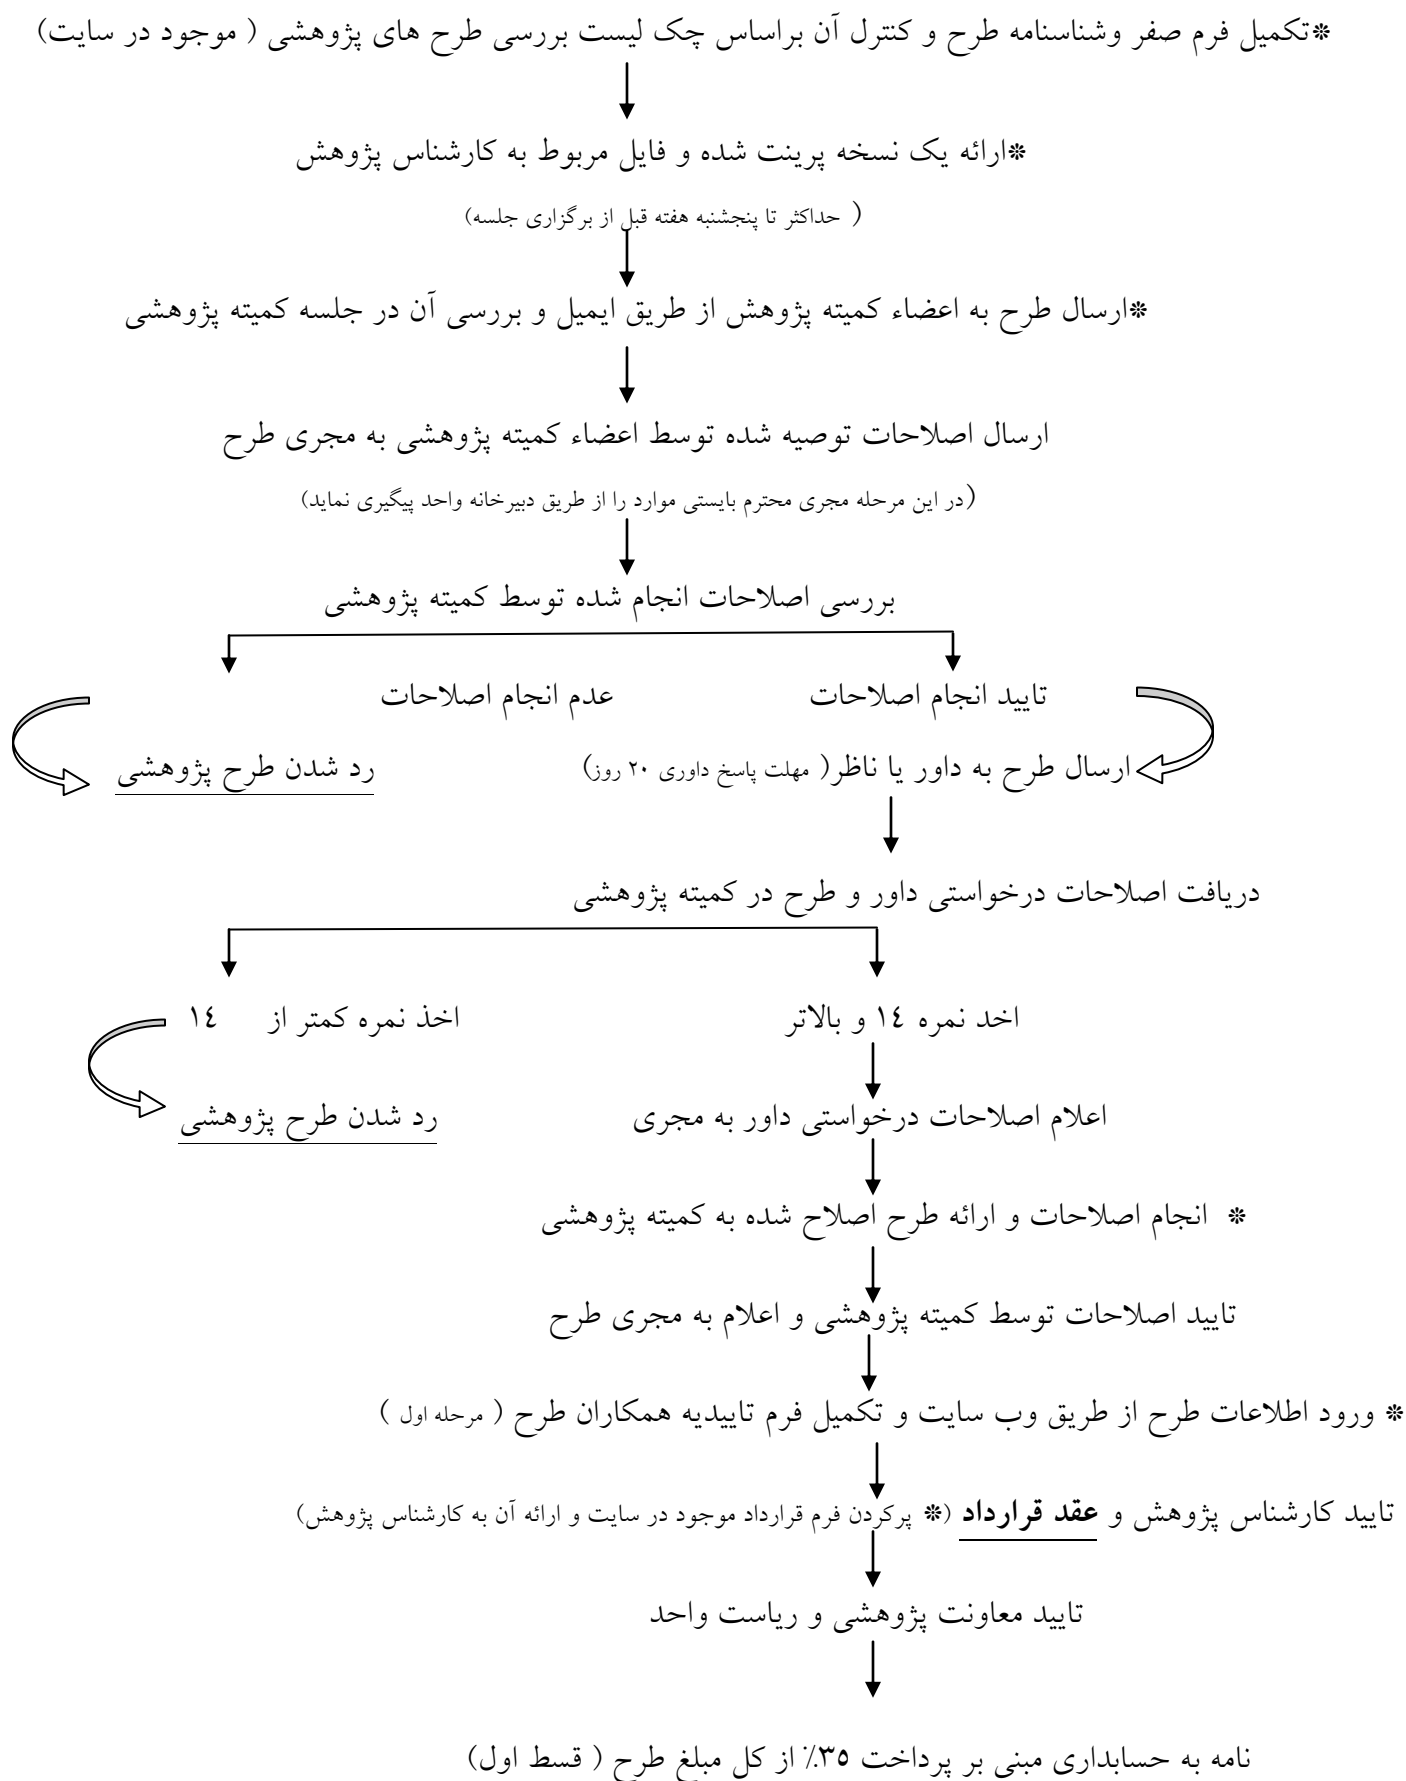 ❊تکمیل فرم صفر وشناسنامه طرح و کنترل آن براساس چک لیست بررسی طرح های پژوهشی ( موجود در سایت)
❊ارائه یک نسخه پرینت شده و فایل مربوط به کارشناس پژوهش
( حداکثر تا پنجشنبه هفته قبل از برگزاری جلسه)
❊ارسال طرح به اعضاء کمیته پژوهش از طریق ایمیل و بررسی آن در جلسه کمیته پژوهشی
ارسال اصلاحات توصیه شده توسط اعضاء کمیته پژوهشی به مجری طرح
(در این مرحله مجری محترم بایستی موارد را از طریق دبیرخانه واحد پیگیری نماید)
بررسی اصلاحات انجام شده توسط کمیته پژوهشی
تایید انجام اصلاحات عدم انجام اصلاحات
ارسال طرح به داور یا ناظر( مهلت پاسخ داوری ۲۰ روز) رد شدن طرح پژوهشی
دریافت اصلاحات درخواستی داور و طرح در کمیته پژوهشی
اخد نمره ١٤ و بالاتر اخذ نمره کمتر از ١٤
اعلام اصلاحات درخواستی داور به مجری رد شدن طرح پژوهشی
❊ انجام اصلاحات و ارائه طرح اصلاح شده به کمیته پژوهشی
تایید اصلاحات توسط کمیته پژوهشی و اعلام به مجری طرح
❊ ورود اطلاعات طرح از طریق وب سایت و تکمیل فرم تاییدیه همکاران طرح ( مرحله اول )
تایید کارشناس پژوهش و عقد قرارداد (❊ پرکردن فرم قرارداد موجود در سایت و ارائه آن به کارشناس پژوهش)
تایید معاونت پژوهشی و ریاست واحد
نامه به حسابداری مبنی بر پرداخت ٣٥٪ از کل مبلغ طرح ( قسط اول)